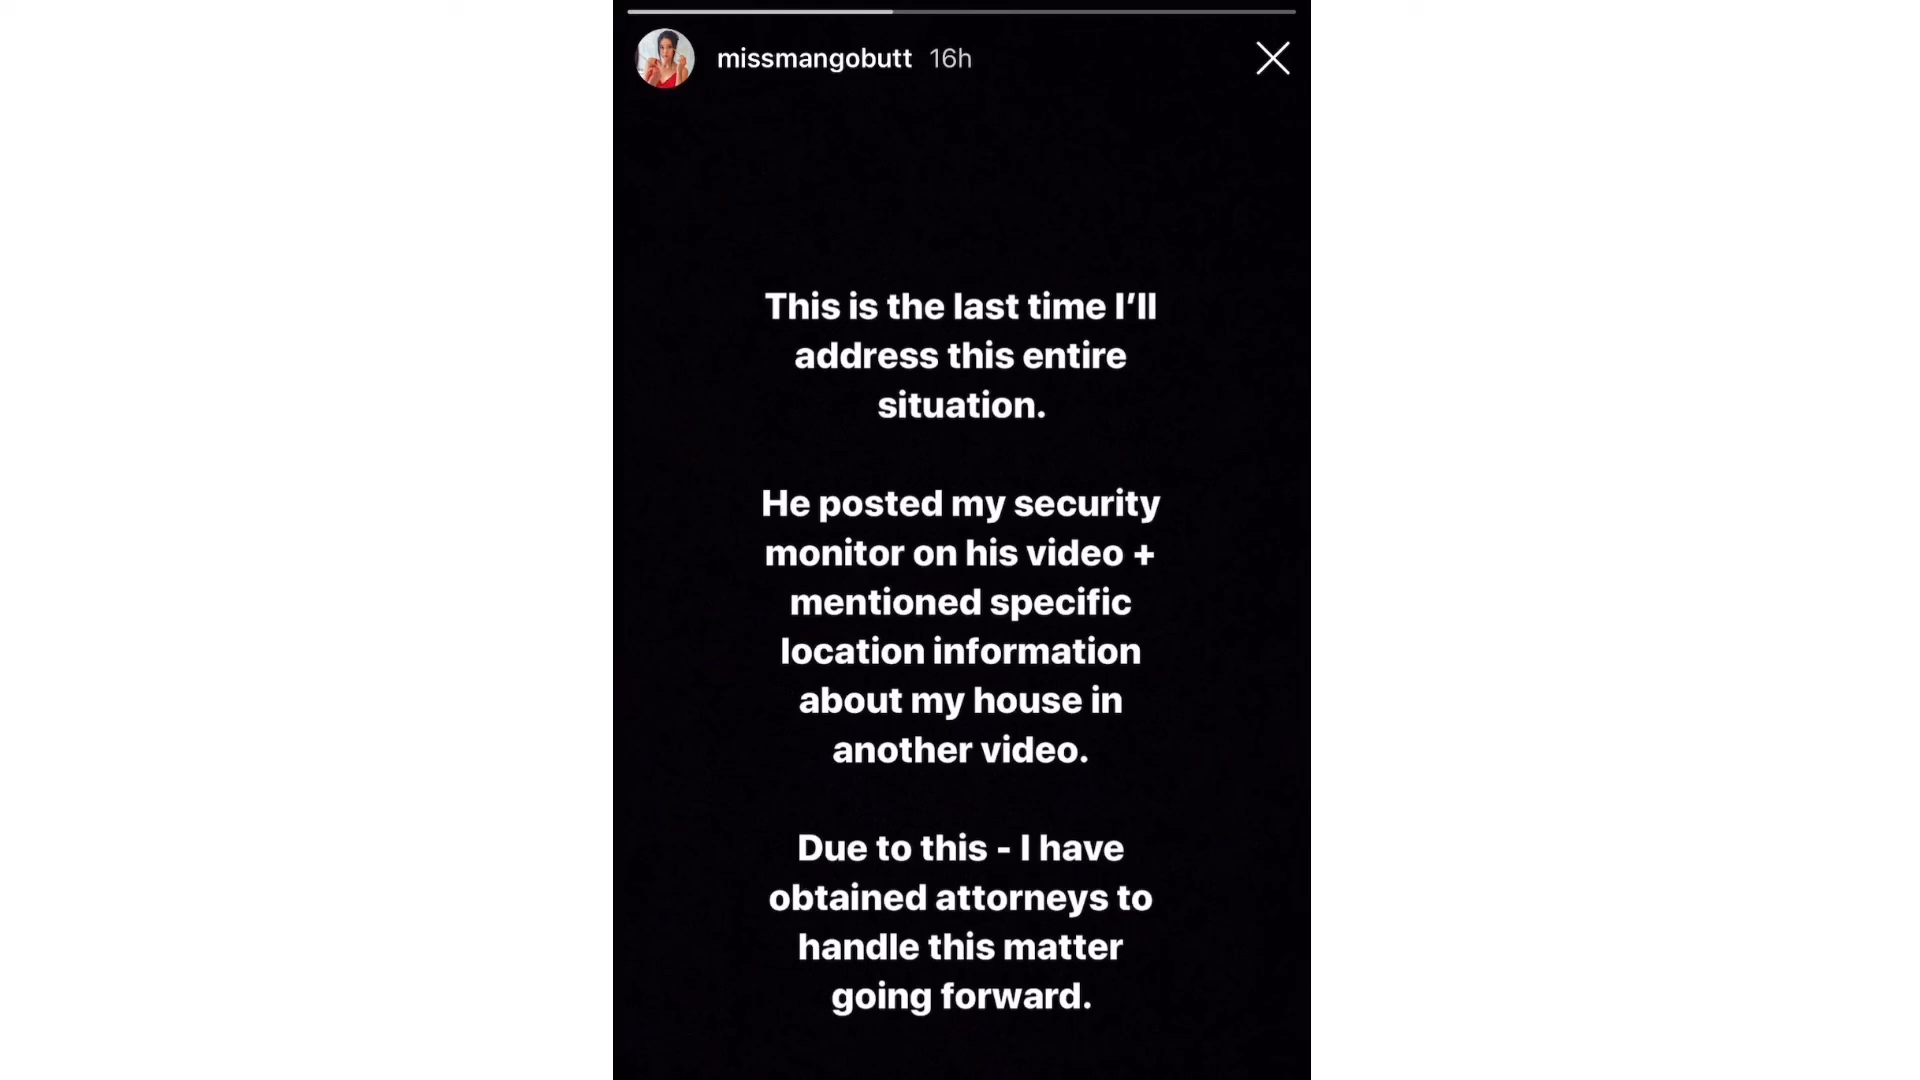 missmangobutt 16h
This is the last time I’ll
address this entire
situation.
He posted my security
monitor on his video +
mentioned specific
location information
about my house in
another video.
Due to this - I have
obtained attorneys to
handle this matter
going forward.